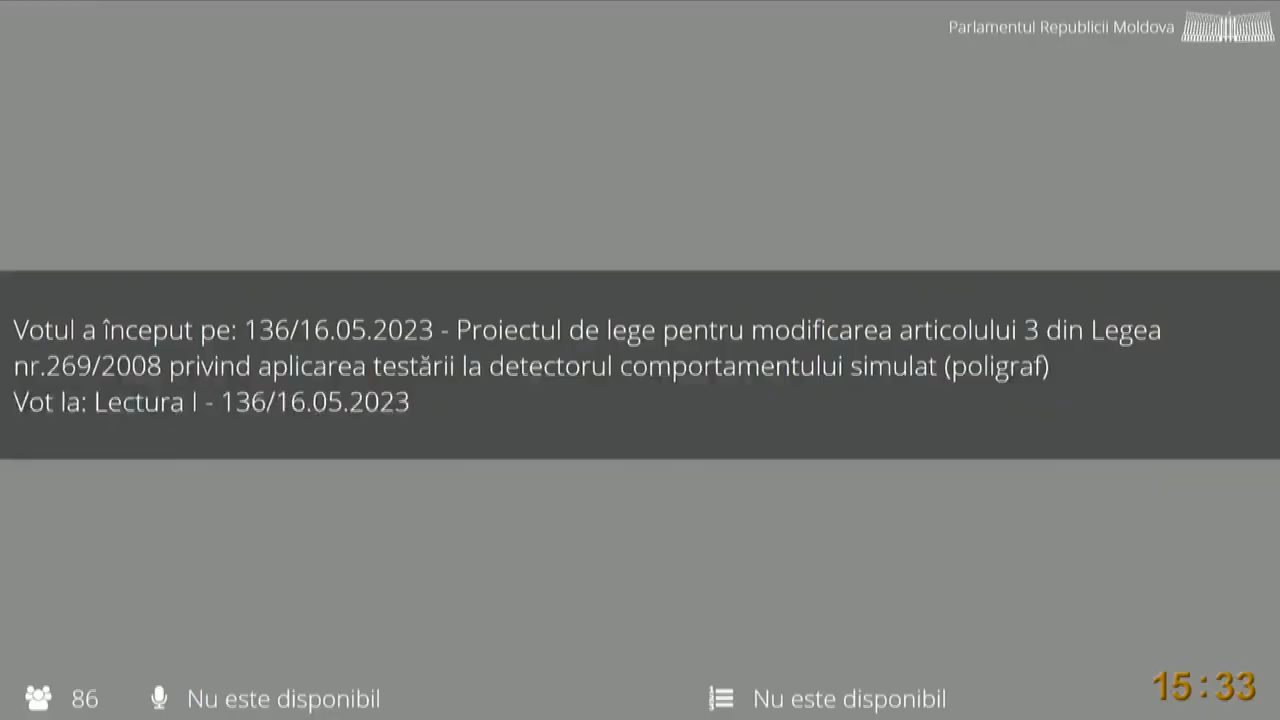 Parlamentul Republicii Moldova
Votul a început pe: 136/16.05.2023 - Proiectul de lege pentru modificarea articolului 3 din Legea
nr.269/2008 privind aplicarea testării la detectorul comportamentului simulat (poligraf)
Vot la: Lectura I - 136/16.05.2023
86 Nu este disponibil Nu este disponibil 15:33